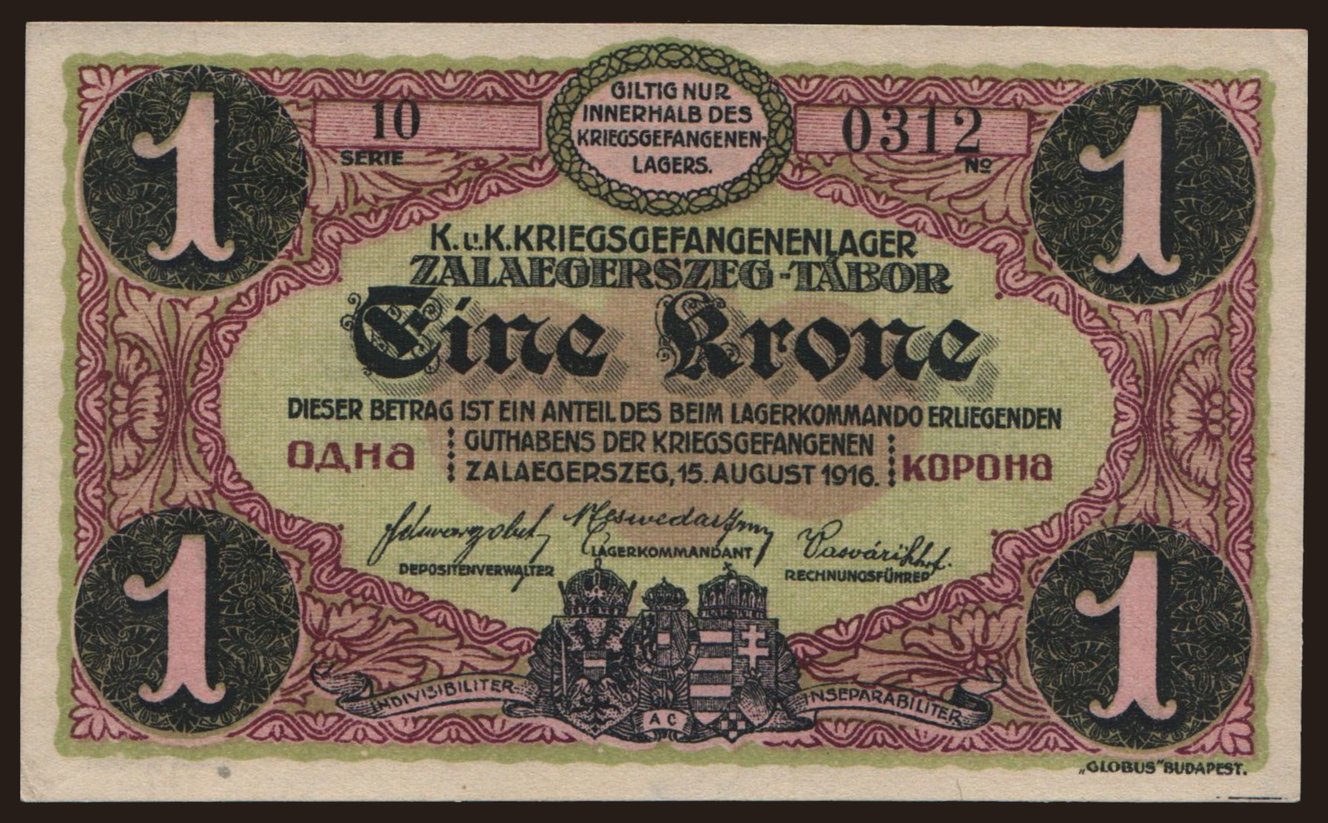 1
10
SERIE
GILTIG NUR
INNERHALB DES
KRIEGSGEFANGENEN-
LAGERS.
0312
No
1
K.u.K. KRIEGSGEFANGENENLAGER
ZALAEGERSZEG-TÁBOR
Eine Krone
DIESER BETRAG IST EIN ANTEIL DES BEIM LAGERKOMMANDO ERLIEGENDEN
GUTHABENS DER KRIEGSGEFANGENEN
ОДНА
КОРОНА
ZALAEGERSZEG, 15. AUGUST 1916.
DEPOSITENVERWALTER
LAGERKOMMANDANT
RECHNUNGSFÜHRER
1
INDIVISIBILITER
AC
INSEPARABILITER
1
„GLOBUS" BUDAPEST.